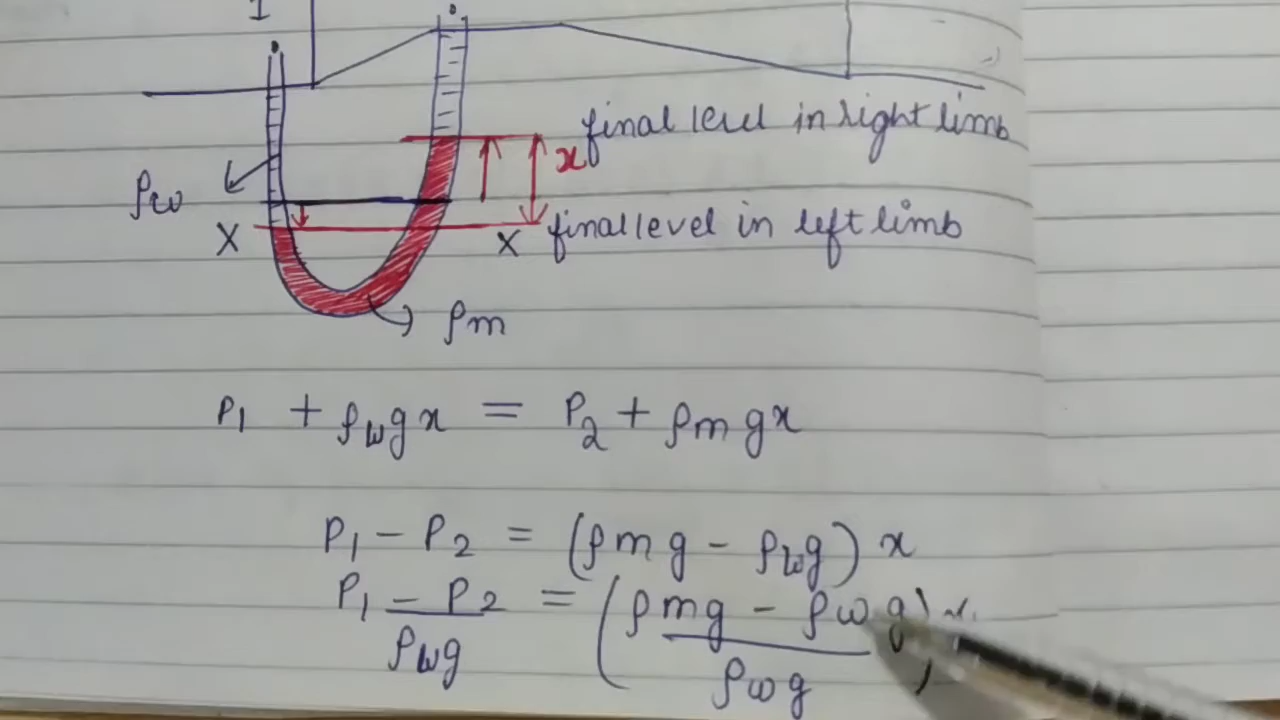 1
final level in right limb
x
ρw
X
X final level in left limb
ρm
P1 + ρwgx = P2 + ρmgx
P1 - P2 = (ρmg - ρwg) x
P1 - P2 / ρwg = (ρmg - ρwg / ρwg) x